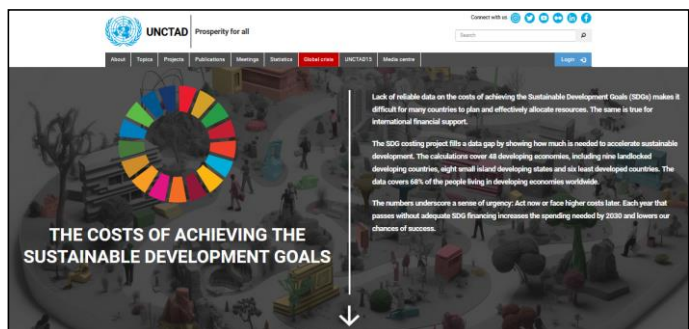 Connect with us
UNCTAD
Prosperity for all
Search
About Topics Projects Publications Meetings Statistics Global crisis UNCTAD15 Media centre
Login
Lack of reliable data on the costs of achieving the Sustainable Development Goals (SDGs) makes it
difficult for many countries to plan and effectively allocate resources. The same is true for
international financial support.
The SDG costing project fills a data gap by showing how much is needed to accelerate sustainable
development. The calculations cover 48 developing economies, including nine landlocked
developing countries, eight small island developing states and six least developed countries. The
data covers 68% of the people living in developing economies worldwide.
The numbers underscore a sense of urgency: Act now or face higher costs later. Each year that
passes without adequate SDG financing increases the spending needed by 2030 and lowers our
chances of success.
THE COSTS OF ACHIEVING THE
SUSTAINABLE DEVELOPMENT GOALS